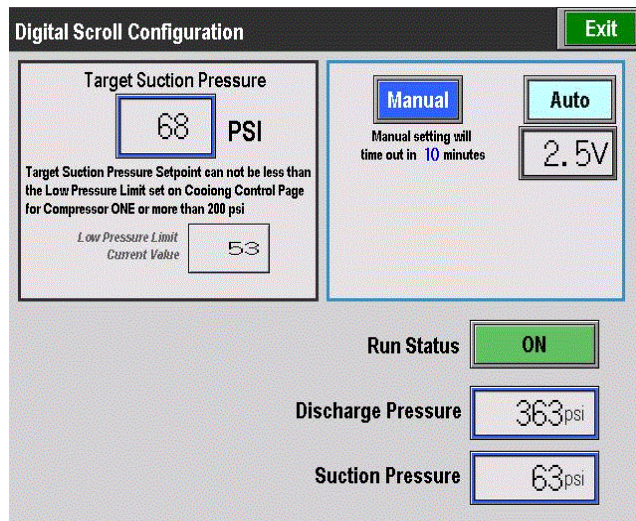 Digital Scroll Configuration
Exit
Target Suction Pressure
68 PSI
Target Suction Pressure Setpoint can not be less than
the Low Pressure Limit set on Cooiong Control Page
for Compressor ONE or more than 200 psi
Low Pressure Limit
Current Value
53
Manual
Manual setting will
time out in 10 minutes
Auto
2.5V
Run Status ON
Discharge Pressure 363psi
Suction Pressure 63psi